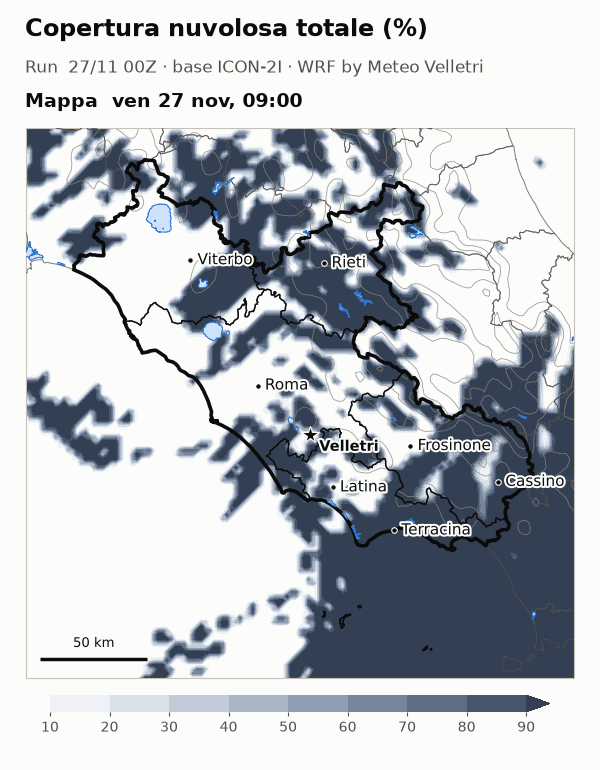 Copertura nuvolosa totale (%)
Run 27/11 00Z · base ICON-2I · WRF by Meteo Velletri
Mappa ven 27 nov, 09:00
Viterbo
Rieti
Roma
Velletri
Frosinone
Cassino
Latina
Terracina
50 km
10 20 30 40 50 60 70 80 90